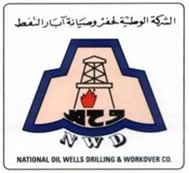 الشركة الوطنية لحفر وصيانة آبار النفط
NWD
NATIONAL OIL WELLS DRILLING & WORKOVER CO.